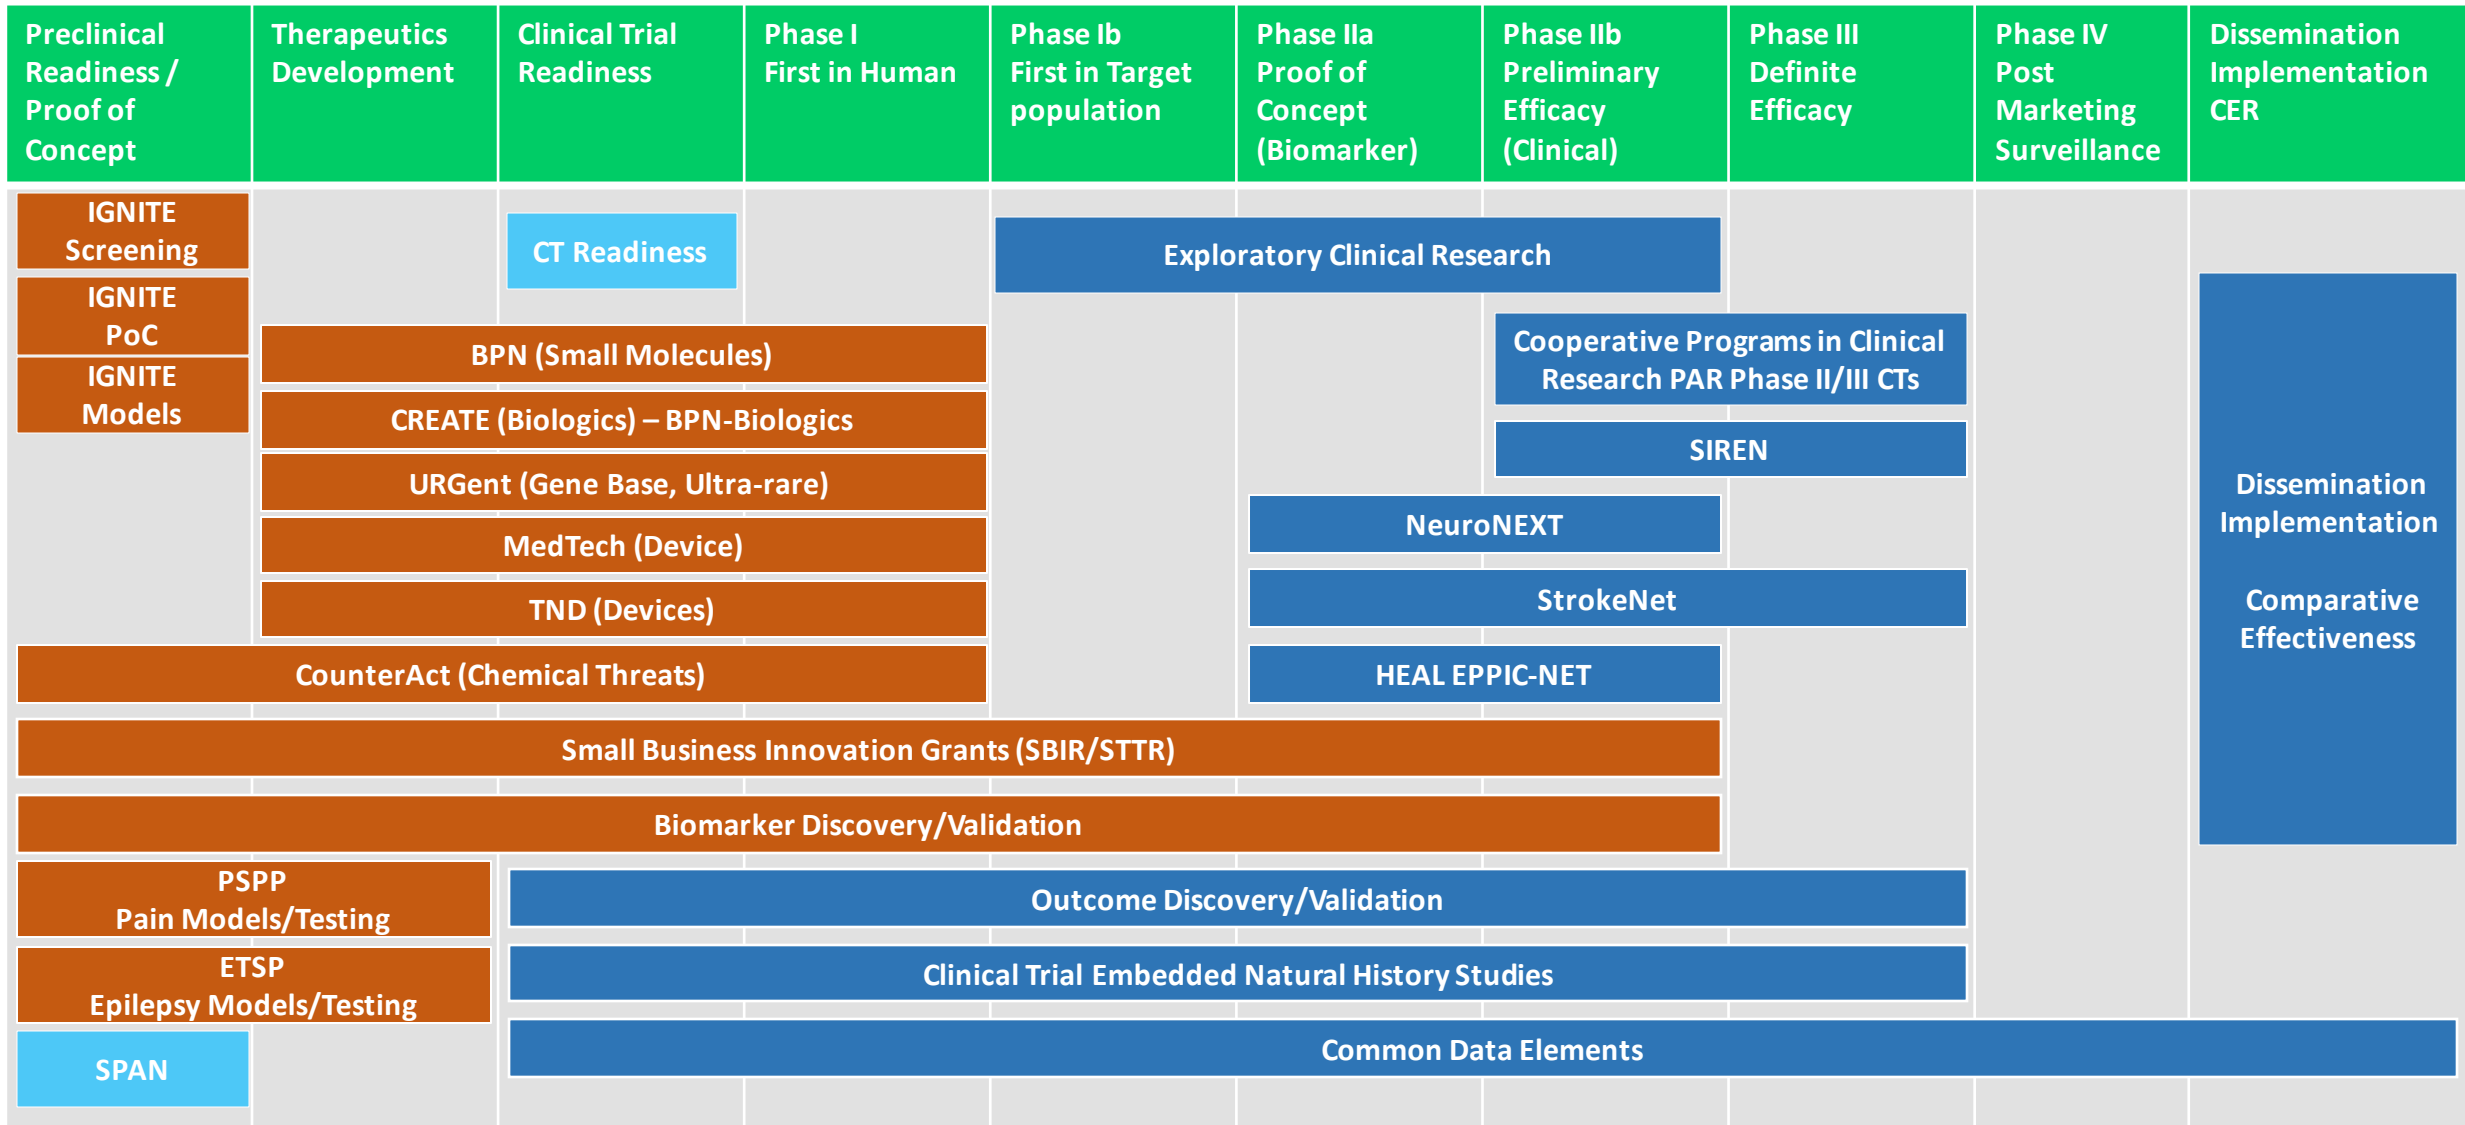 Preclinical
Readiness /
Proof of
Concept
Therapeutics
Development
Clinical Trial
Readiness
Phase I
First in Human
Phase Ib
First in Target
population
Phase IIa
Proof of
Concept
(Biomarker)
Phase IIb
Preliminary
Efficacy
(Clinical)
Phase III
Definite
Efficacy
Phase IV
Post
Marketing
Surveillance
Dissemination
Implementation
CER
IGNITE
Screening
CT Readiness
Exploratory Clinical Research
IGNITE
PoC
BPN (Small Molecules)
Cooperative Programs in Clinical
Research PAR Phase II/III CTs
IGNITE
Models
CREATE (Biologics) – BPN-Biologics
SIREN
URGent (Gene Base, Ultra-rare)
NeuroNEXT
MedTech (Device)
StrokeNet
TND (Devices)
HEAL EPPIC-NET
CounterAct (Chemical Threats)
Dissemination
Implementation
Comparative
Effectiveness
Small Business Innovation Grants (SBIR/STTR)
Biomarker Discovery/Validation
PSPP
Pain Models/Testing
Outcome Discovery/Validation
ETSP
Epilepsy Models/Testing
Clinical Trial Embedded Natural History Studies
SPAN
Common Data Elements